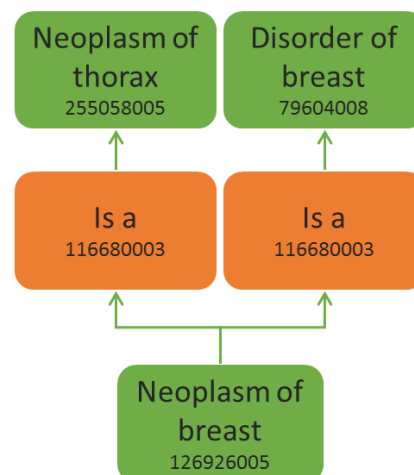 Neoplasm of
thorax
255058005
Disorder of
breast
79604008
Is a
116680003
Is a
116680003
Neoplasm of
breast
126926005